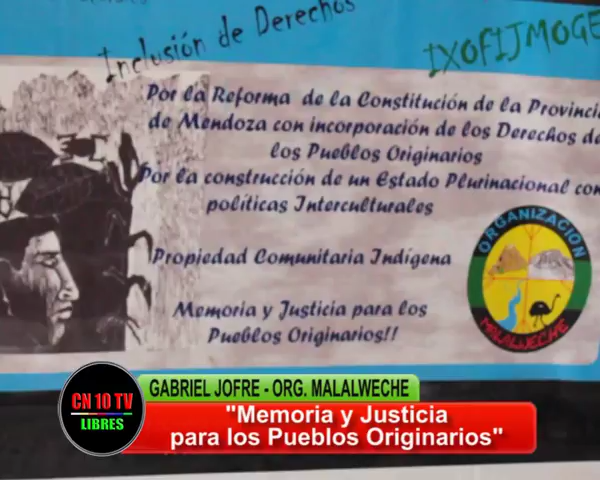 Inclusión de Derechos
IXOFIJMOGE
Por la Reforma de la Constitución de la Provincia
de Mendoza con incorporación de los Derechos de
los Pueblos Originarios
Por la construcción de un Estado Plurinacional con
políticas Interculturales
Propiedad Comunitaria Indígena
Memoria y Justicia para los
Pueblos Originarios!!
ORGANIZACION
MALALWECHE
CN 10 TV
LIBRES
GABRIEL JOFRE - ORG. MALALWECHE
"Memoria y Justicia
para los Pueblos Originarios"